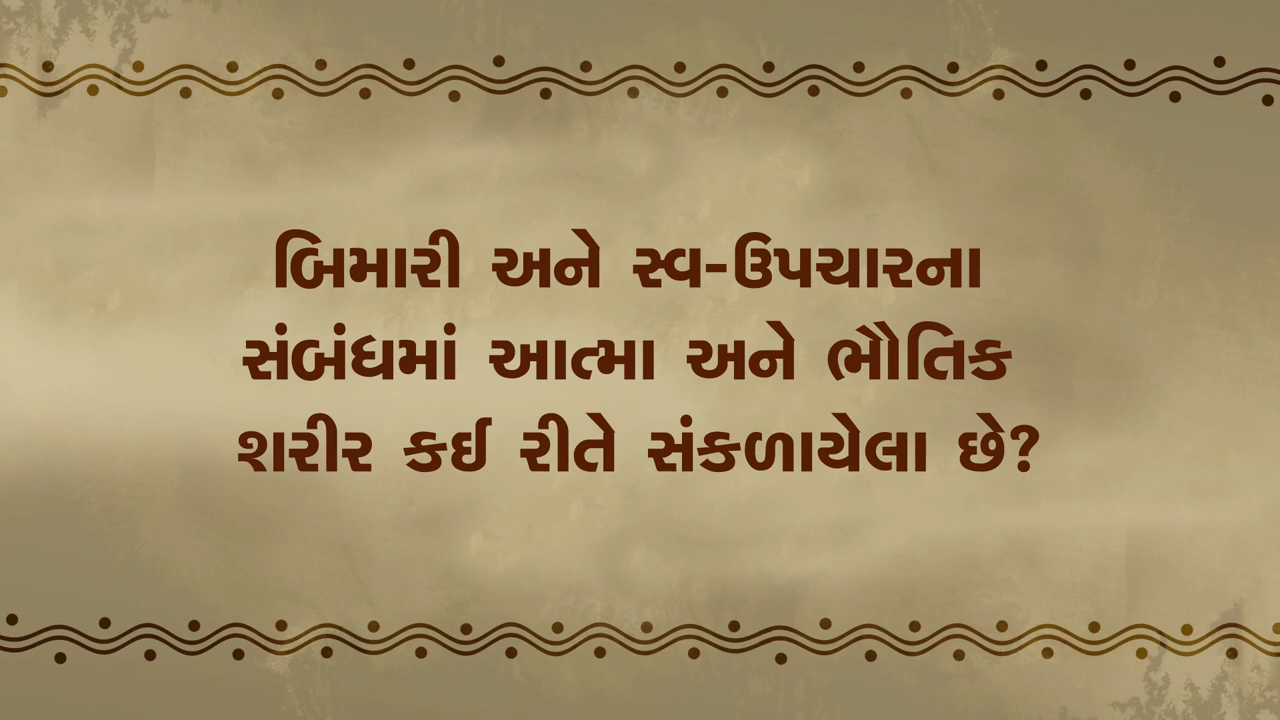 બિમારી અને સ્વ-ઉપચારના
સંબંધમાં આત્મા અને ભૌતિક
શરીર કઈ રીતે સંકળાયેલા છે?